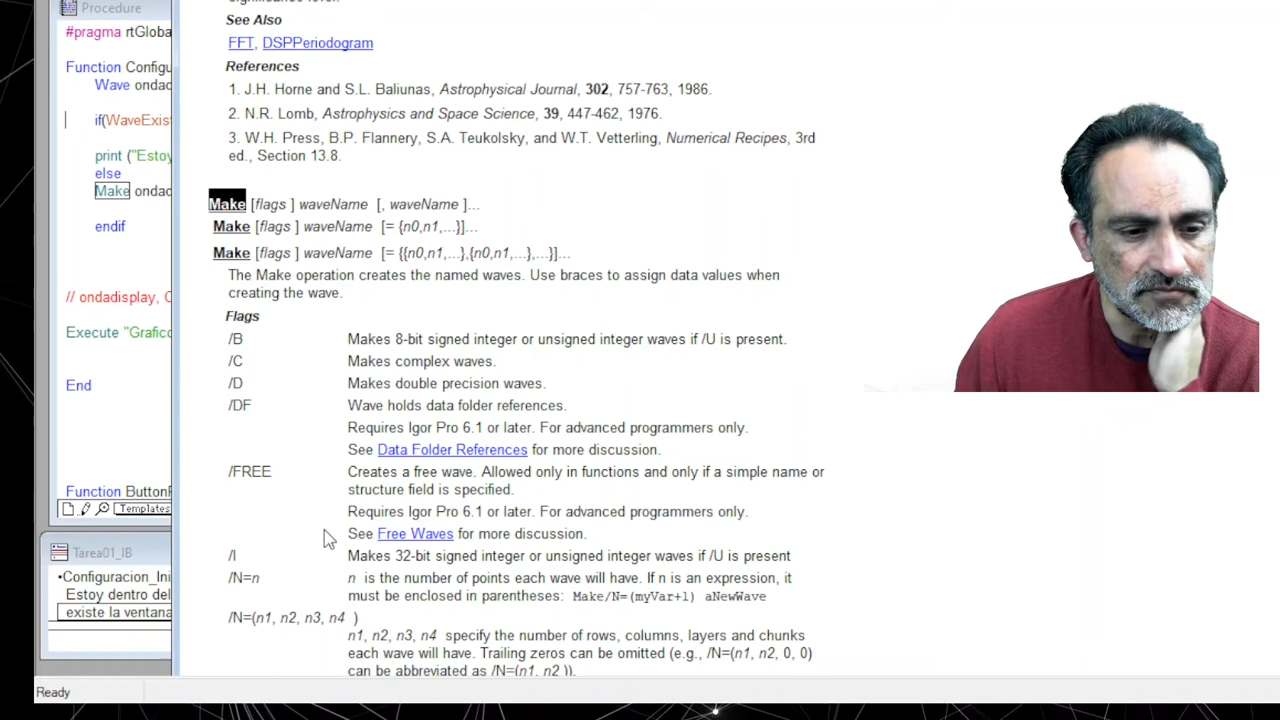 Procedure
significance level.
#pragma rtGloba
Function Configu
Wave ondac
if(WaveExist
print ("Estoy
else
Make ondac
endif
// ondadisplay, C
Execute "Grafico
End
Function ButtonP
Templates
Tarea01_IB
•Configuracion_Ini
Estoy dentro del
existe la ventana
Ready
See Also
FFT, DSPPeriodogram
References
1. J.H. Horne and S.L. Baliunas, Astrophysical Journal, 302, 757-763, 1986.
2. N.R. Lomb, Astrophysics and Space Science, 39, 447-462, 1976.
3. W.H. Press, B.P. Flannery, S.A. Teukolsky, and W.T. Vetterling, Numerical Recipes, 3rd
ed., Section 13.8.
Make [flags ] waveName [, waveName ]...
Make [flags ] waveName [= {n0,n1,...}]...
Make [flags ] waveName [= {{n0,n1,...},{n0,n1,...},...}]...
The Make operation creates the named waves. Use braces to assign data values when
creating the wave.
Flags
/B Makes 8-bit signed integer or unsigned integer waves if /U is present.
/C Makes complex waves.
/D Makes double precision waves.
/DF Wave holds data folder references.
Requires Igor Pro 6.1 or later. For advanced programmers only.
See Data Folder References for more discussion.
/FREE Creates a free wave. Allowed only in functions and only if a simple name or
structure field is specified.
Requires Igor Pro 6.1 or later. For advanced programmers only.
See Free Waves for more discussion.
/I Makes 32-bit signed integer or unsigned integer waves if /U is present
/N=n n is the number of points each wave will have. If n is an expression, it
must be enclosed in parentheses: Make/N=(myVar+1) aNewWave
/N=(n1, n2, n3, n4 )
n1, n2, n3, n4 specify the number of rows, columns, layers and chunks
each wave will have. Trailing zeros can be omitted (e.g., /N=(n1, n2, 0, 0)
can be abbreviated as /N=(n1, n2 )).